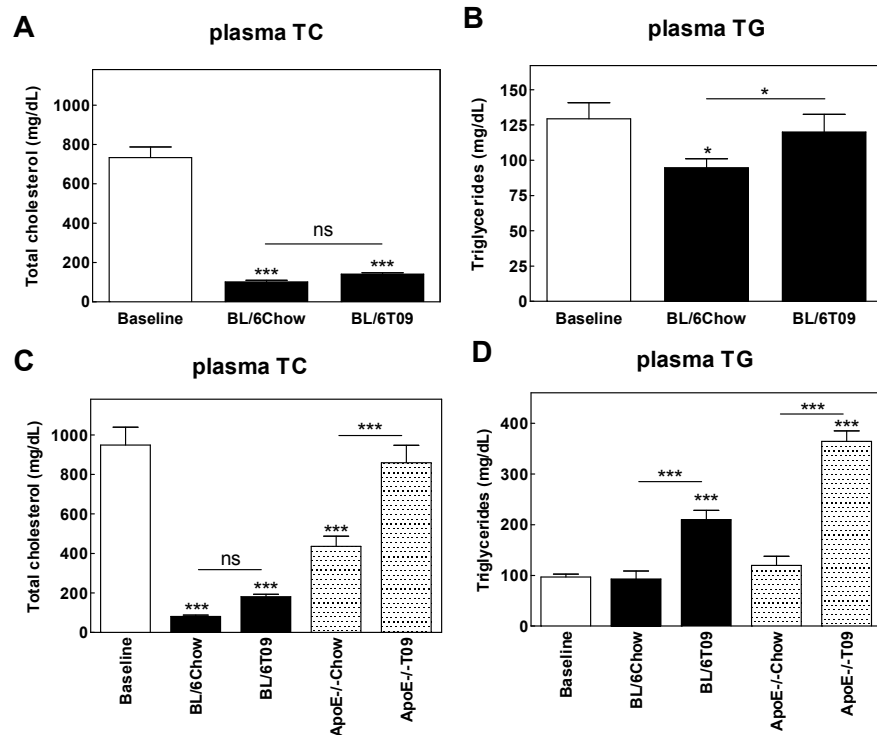 A
plasma TC
Total cholesterol (mg/dL)
1000
800
600
400
200
0
ns
***
***
Baseline
BL/6Chow
BL/6T09
B
plasma TG
Triglycerides (mg/dL)
150
125
100
75
50
25
0
*
*
Baseline
BL/6Chow
BL/6T09
C
plasma TC
Total cholesterol (mg/dL)
1000
800
600
400
200
0
***
***
ns
***
***
Baseline
BL/6Chow
BL/6T09
ApoE-/-Chow
ApoE-/-T09
D
plasma TG
Triglycerides (mg/dL)
400
300
200
100
0
***
***
***
***
Baseline
BL/6Chow
BL/6T09
ApoE-/-Chow
ApoE-/-T09